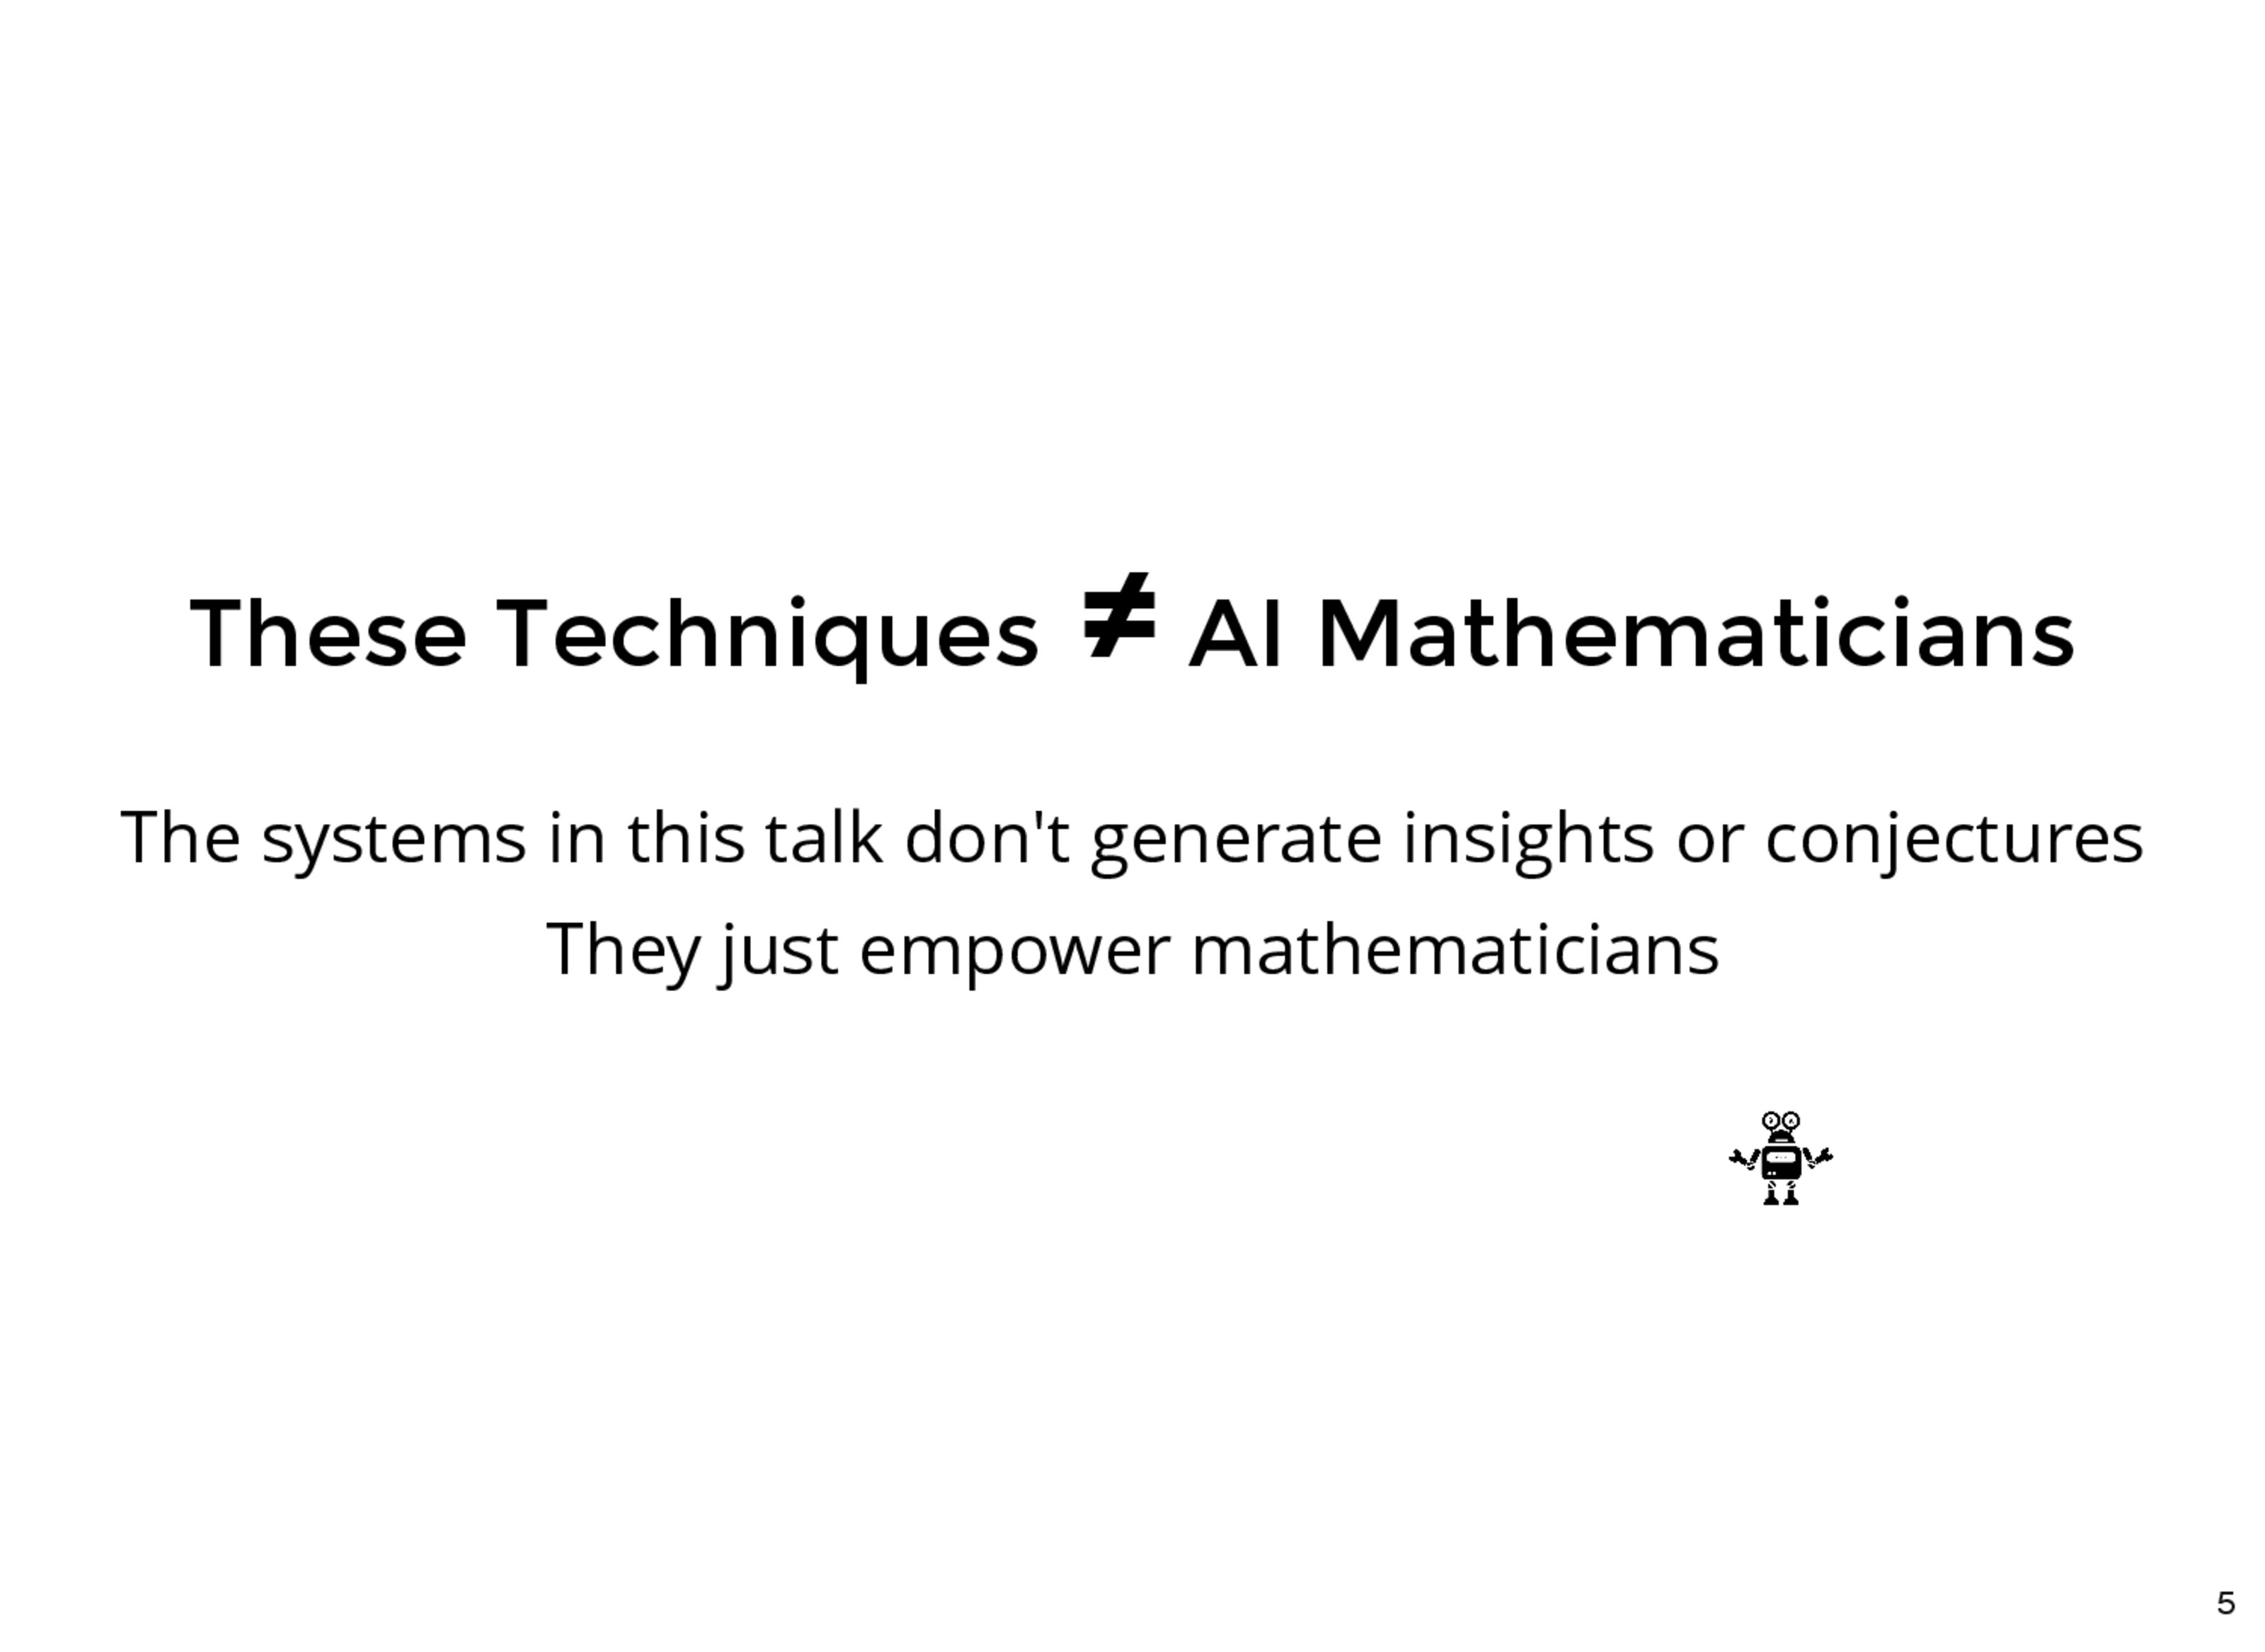 These Techniques ≠ AI Mathematicians
The systems in this talk don't generate insights or conjectures
They just empower mathematicians
5